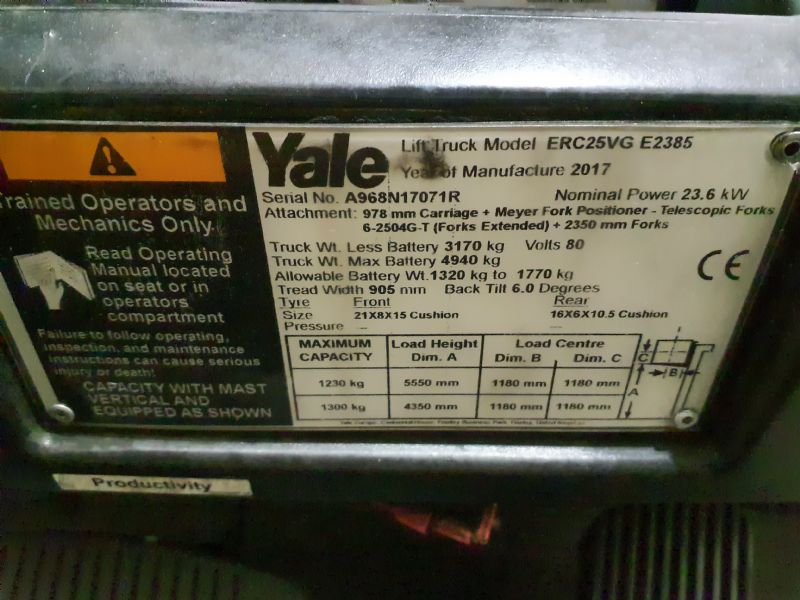 Yale
Lift Truck Model ERC25VG E2385
Year of Manufacture 2017
Serial No. A968N17071R Nominal Power 23.6 kW
Attachment: 978 mm Carriage + Meyer Fork Positioner - Telescopic Forks
6-2504G-T (Forks Extended) + 2350 mm Forks
Truck Wt. Less Battery 3170 kg Volts 80
Truck Wt. Max Battery 4940 kg
Allowable Battery Wt. 1320 kg to 1770 kg
Tread Width 905 mm Back Tilt 6.0 Degrees
Tyre Front Rear
Size 21X8X15 Cushion 16X6X10.5 Cushion
Pressure -- --
MAXIMUM CAPACITY Load Height Dim. A Load Centre Dim. B Dim. C
1230 kg 5550 mm 1180 mm 1180 mm
1300 kg 4350 mm 1180 mm 1180 mm
C
B
A
CE
Trained Operators and
Mechanics Only
Read Operating
Manual located
on seat or in
operators
compartment
Failure to follow operating,
inspection, and maintenance
instructions can cause serious
injury or death!
CAPACITY WITH MAST
VERTICAL AND
EQUIPPED AS SHOWN
Productivity